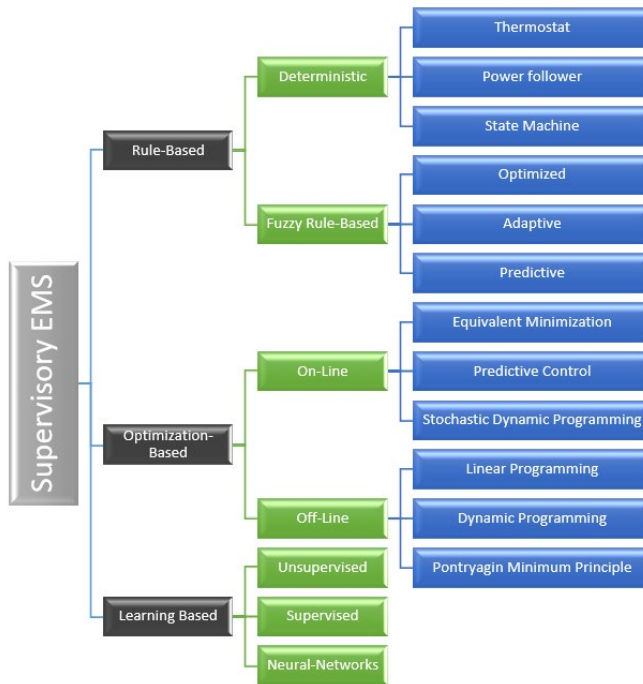 Supervisory EMS
Rule-Based
Deterministic
Thermostat
Power follower
State Machine
Fuzzy Rule-Based
Optimized
Adaptive
Predictive
Optimization-
Based
On-Line
Equivalent Minimization
Predictive Control
Stochastic Dynamic Programming
Off-Line
Linear Programming
Dynamic Programming
Pontryagin Minimum Principle
Learning Based
Unsupervised
Supervised
Neural-Networks